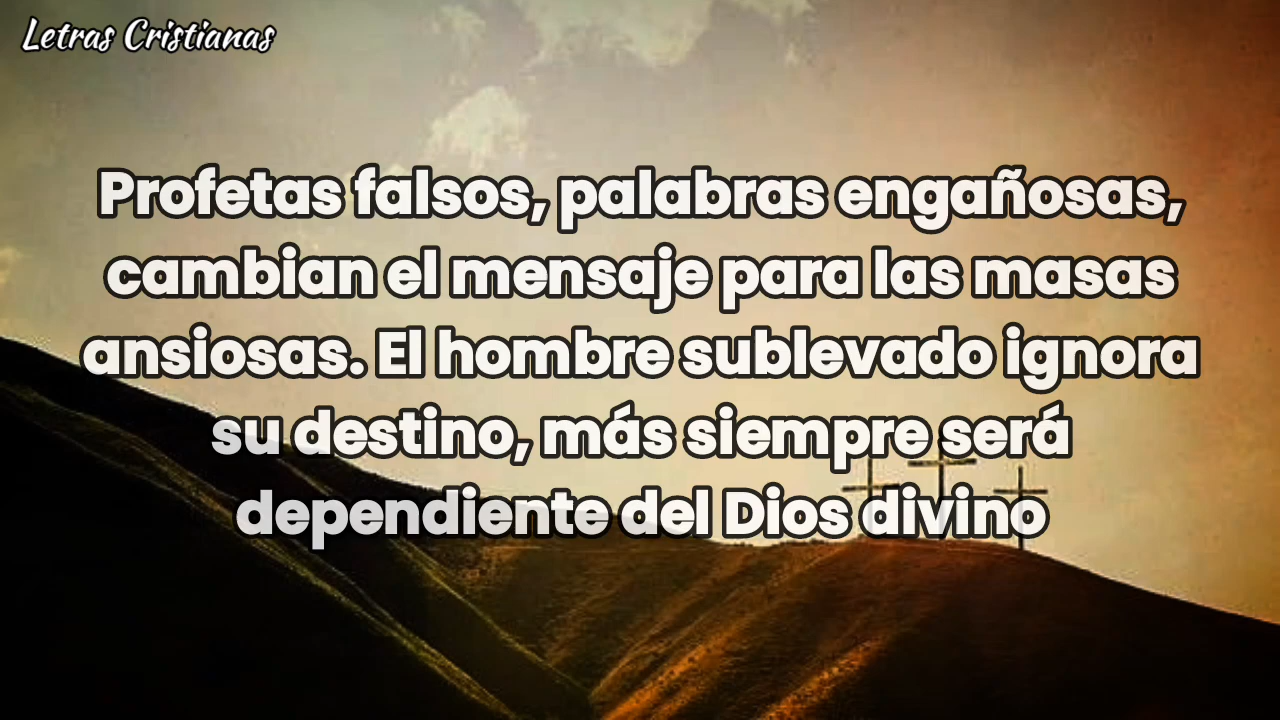 Letras Cristianas
Profetas falsos, palabras engañosas,
cambian el mensaje para las masas
ansiosas. El hombre sublevado ignora
su destino, más siempre será
dependiente del Dios divino